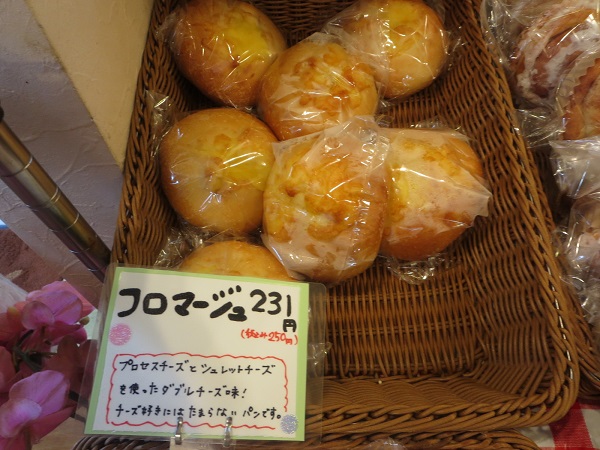 フロマージュ 231円
(税込み250円)
プロセスチーズとシュレットチーズ
を使ったダブルチーズ味!
チーズ好きにはたまらないパンです。